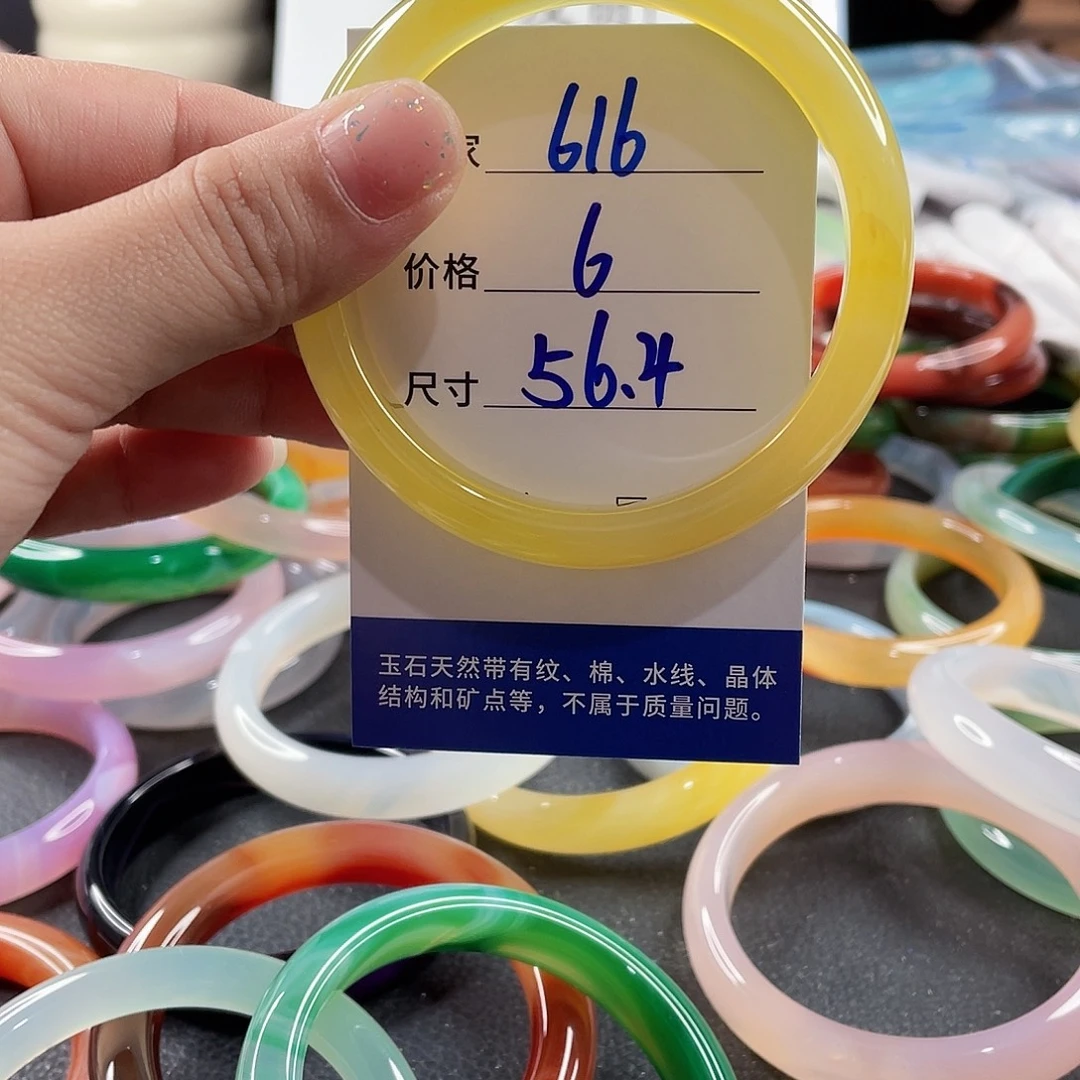 家 616
价格 6
尺寸 56.4
玉石天然带有纹、棉、水线、晶体
结构和矿点等，不属于质量问题。